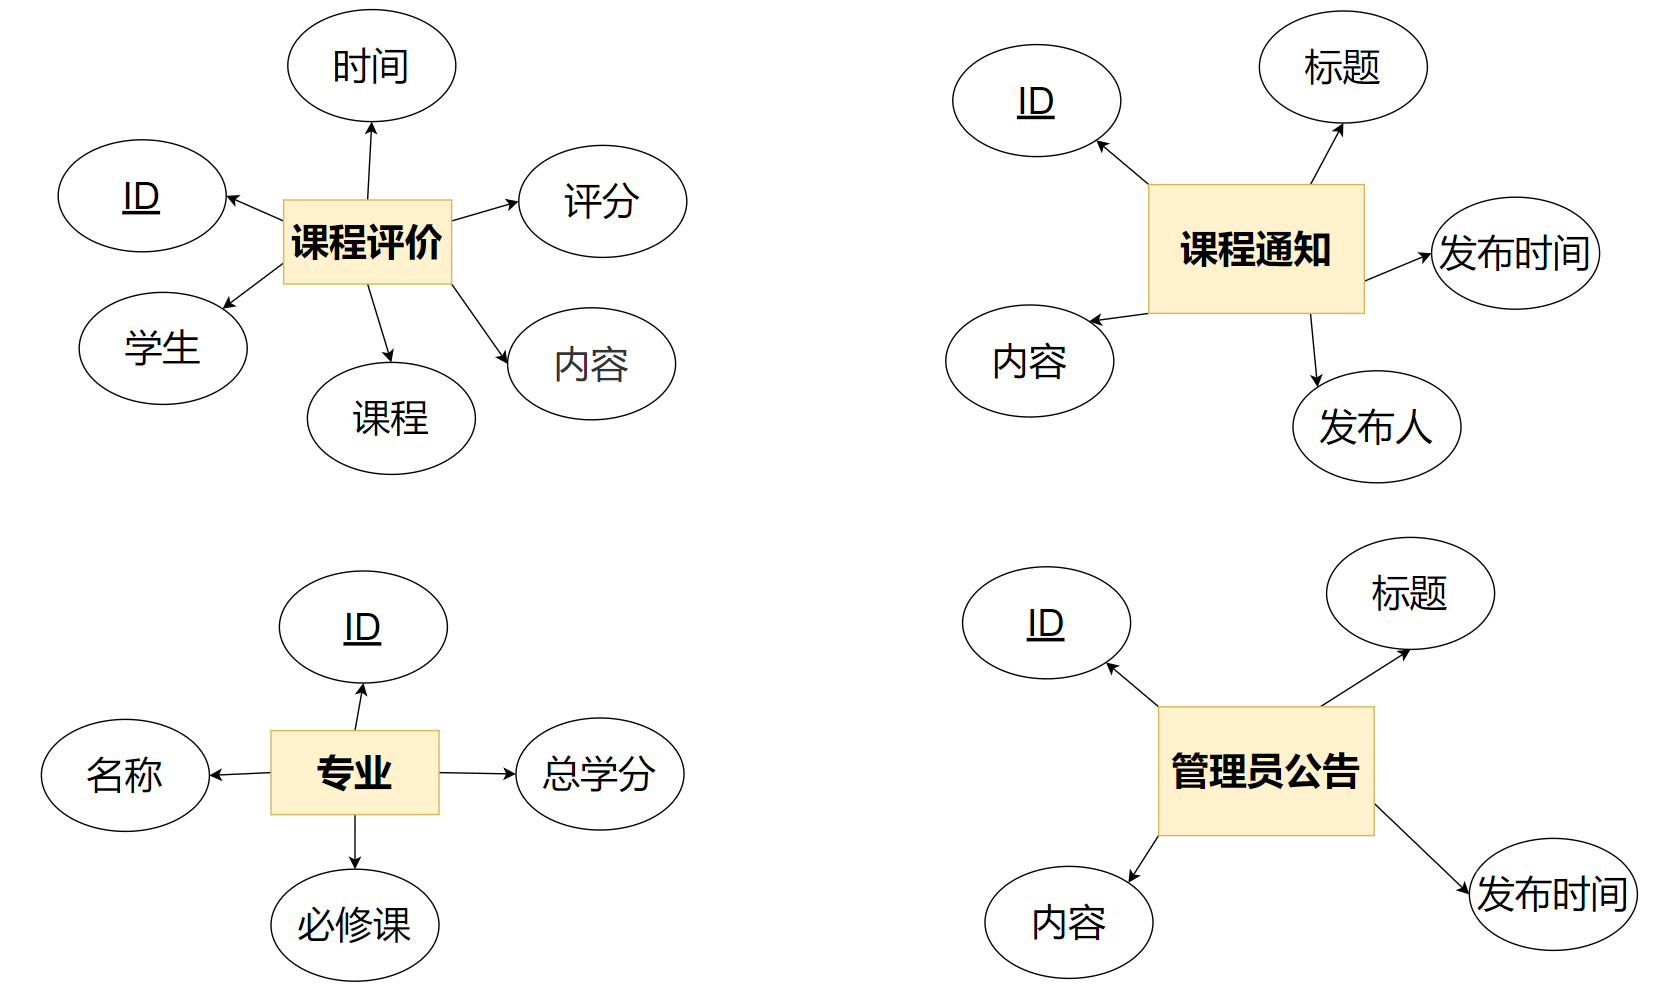 时间
ID
评分
课程评价
学生
内容
课程
标题
ID
课程通知
发布时间
内容
发布人
ID
名称
专业
总学分
必修课
标题
ID
管理员公告
发布时间
内容